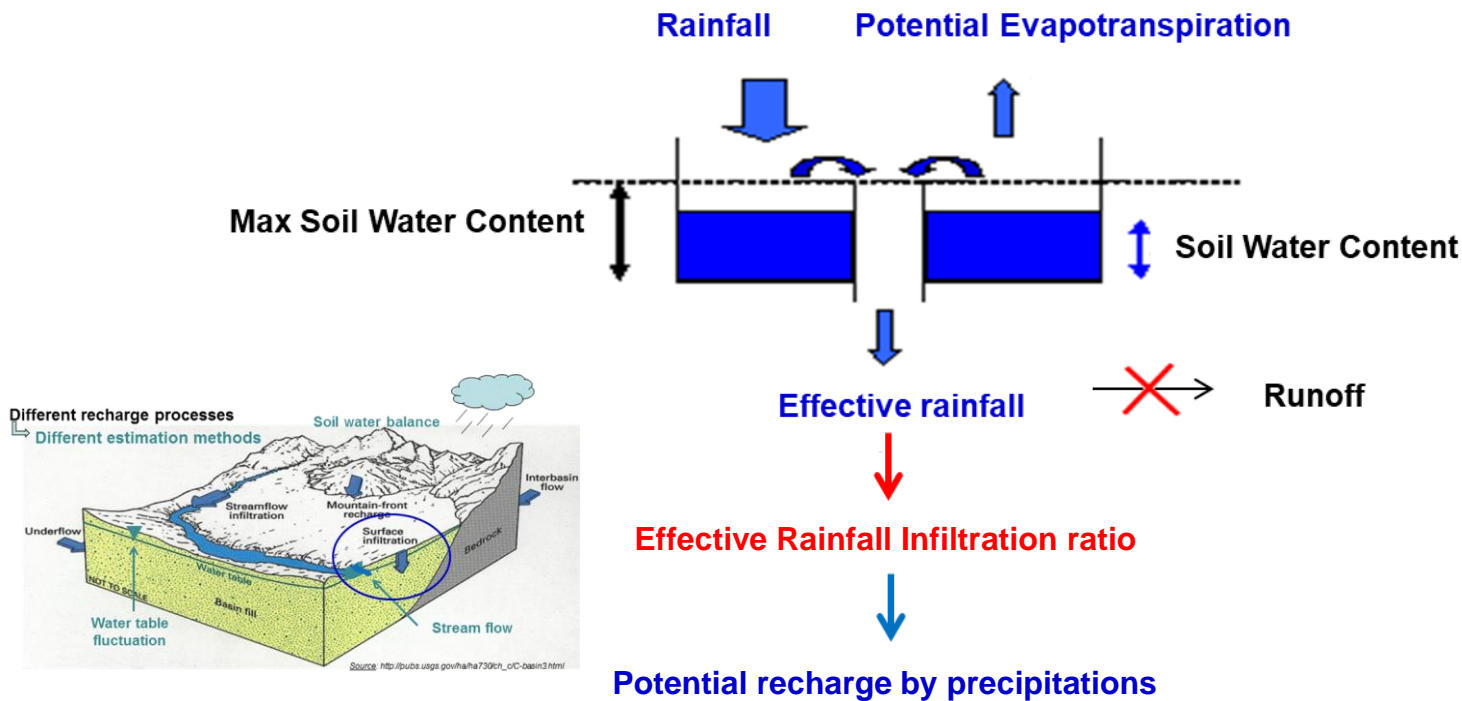 Rainfall
Potential Evapotranspiration
Max Soil Water Content
Soil Water Content
Effective rainfall
Runoff
Effective Rainfall Infiltration ratio
Potential recharge by precipitations
Different recharge processes
Different estimation methods
Soil water balance
Interbasin
flow
Streamflow
infiltration
Mountain-front
recharge
Surface
infiltration
Underflow
Bedrock
Water table
NOT TO SCALE
Basin fill
Water table
fluctuation
Stream flow
Source: http://pubs.usgs.gov/ha/ha730/ch_c/C-basin3.html